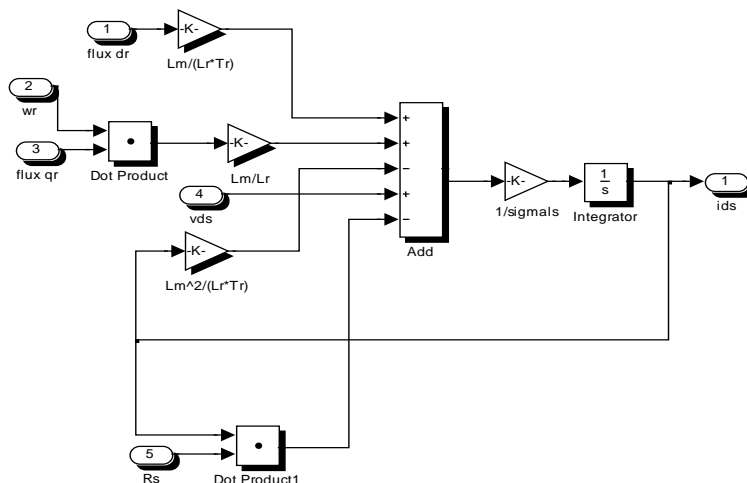 1
flux dr
-K-
Lm/(Lr*Tr)
2
wr
3
flux qr
Dot Product
-K-
Lm/Lr
4
vds
-K-
Lm^2/(Lr*Tr)
+
+
−
+
−
Add
-K-
1/sigmals
1
s
Integrator
1
ids
5
Rs
Dot Product1